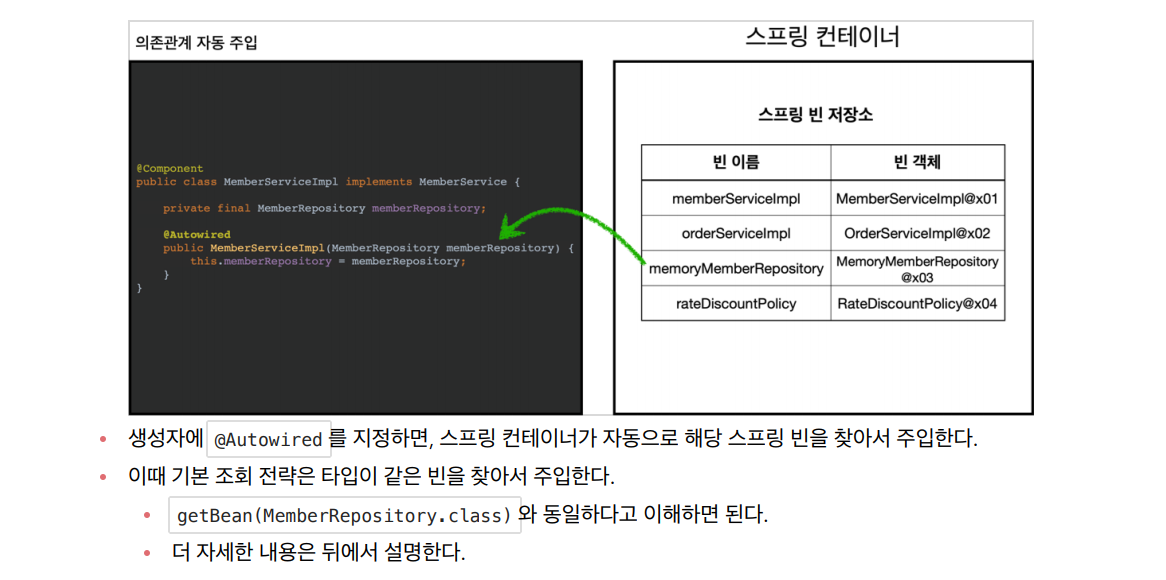 의존관계 자동 주입
스프링 컨테이너
@Component
public class MemberServiceImpl implements MemberService {
private final MemberRepository memberRepository;
@Autowired
public MemberServiceImpl(MemberRepository memberRepository) {
this.memberRepository = memberRepository;
}
}
스프링 빈 저장소
빈 이름 빈 객체
memberServiceImpl MemberServiceImpl@x01
orderServiceImpl OrderServiceImpl@x02
memoryMemberRepository MemoryMemberRepository
@x03
rateDiscountPolicy RateDiscountPolicy@x04
생성자에 @Autowired 를 지정하면, 스프링 컨테이너가 자동으로 해당 스프링 빈을 찾아서 주입한다.
이때 기본 조회 전략은 타입이 같은 빈을 찾아서 주입한다.
getBean(MemberRepository.class) 와 동일하다고 이해하면 된다.
더 자세한 내용은 뒤에서 설명한다.